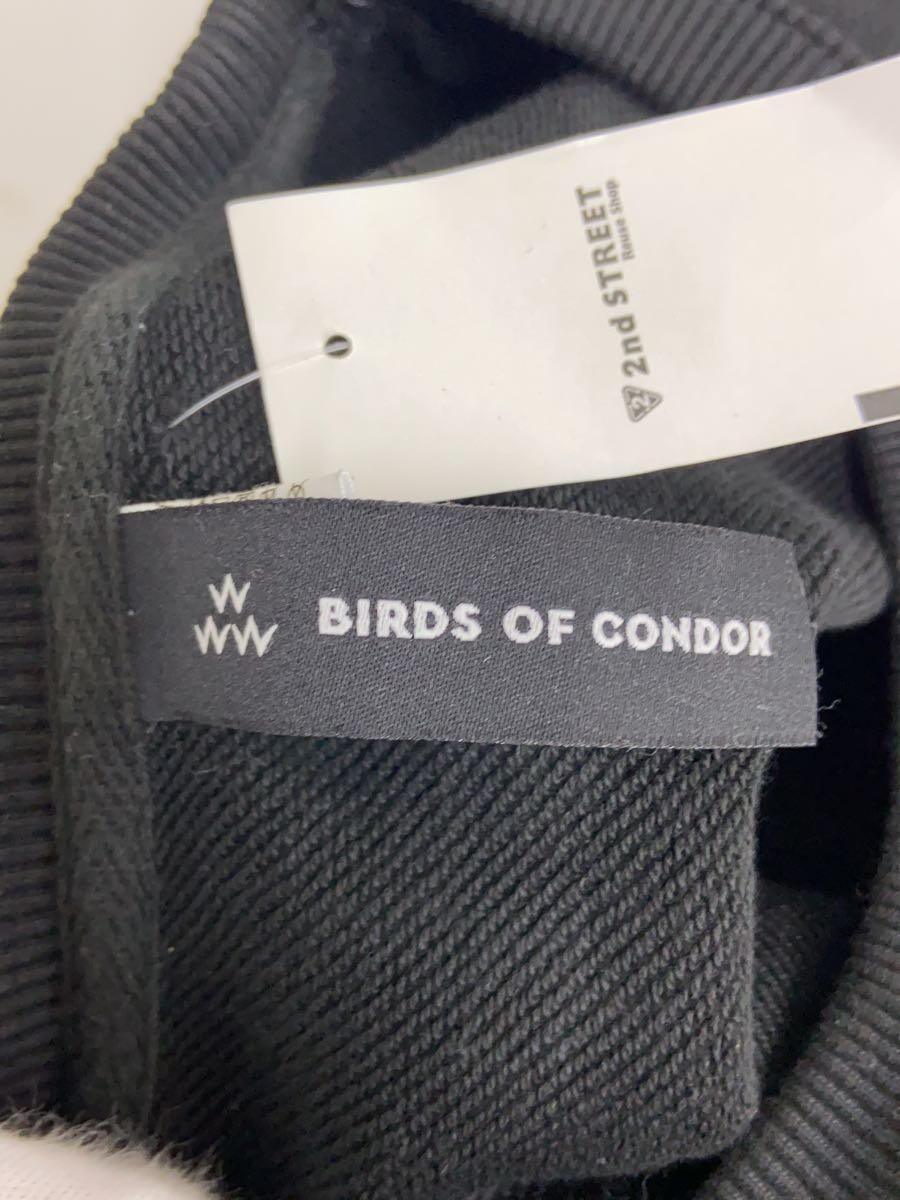 2nd STREET
Reuse Shop
BIRDS OF CONDOR